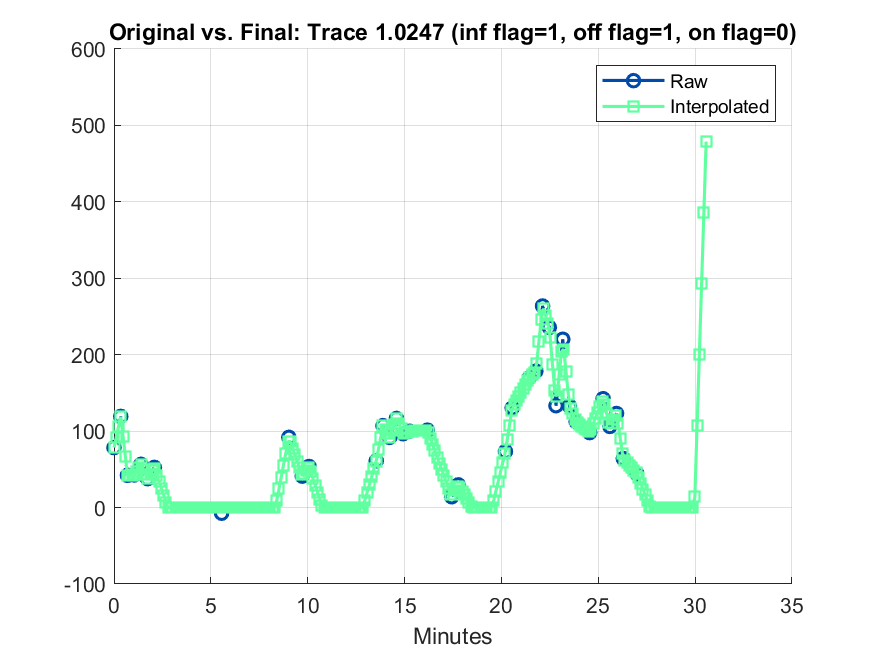 Original vs. Final: Trace 1.0247 (inf flag=1, off flag=1, on flag=0)
600
500
400
300
200
100
0
-100
Raw
Interpolated
0 5 10 15 20 25 30 35
Minutes